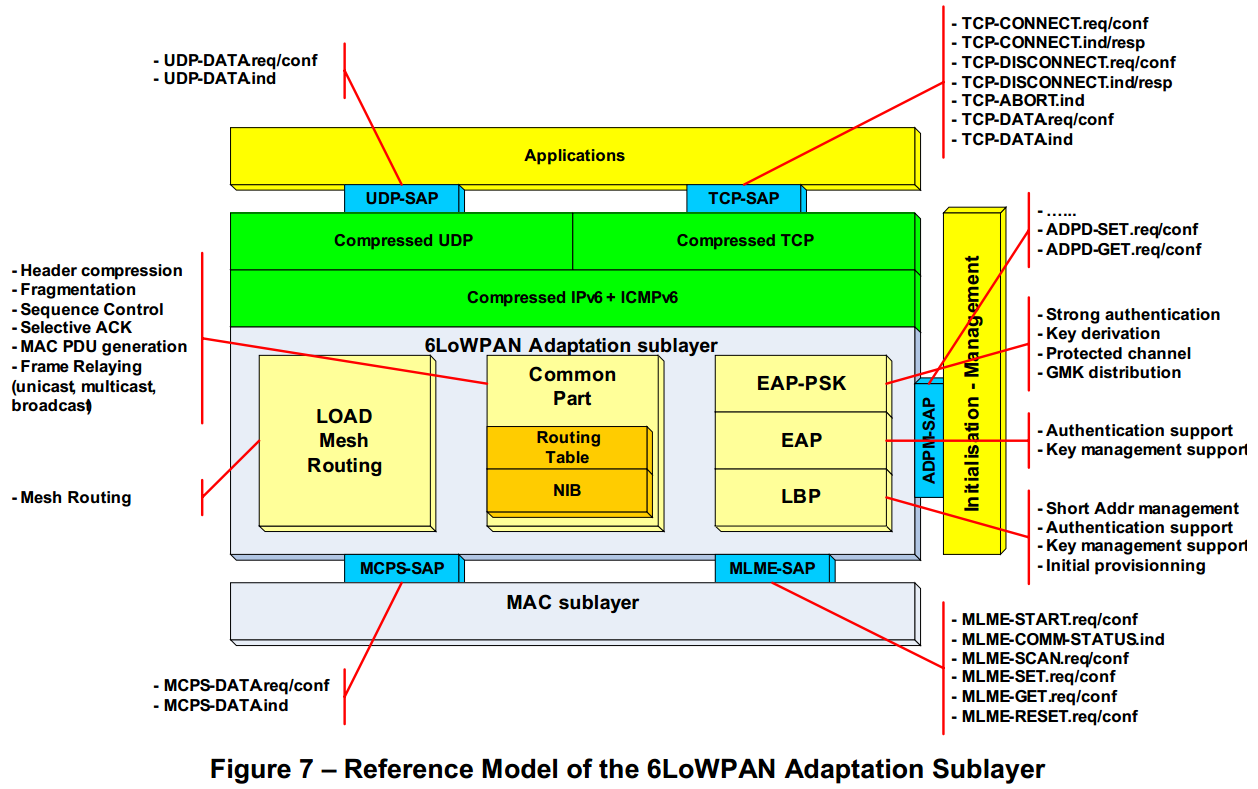 - UDP-DATA.req/conf
- UDP-DATA.ind
- TCP-CONNECT.req/conf
- TCP-CONNECT.ind/resp
- TCP-DISCONNECT.req/conf
- TCP-DISCONNECT.ind/resp
- TCP-ABORT.ind
- TCP-DATA.req/conf
- TCP-DATA.ind
Applications
UDP-SAP
TCP-SAP
Compressed UDP
Compressed TCP
Compressed IPv6 + ICMPv6
- ......
- ADPD-SET.req/conf
- ADPD-GET.req/conf
- Header compression
- Fragmentation
- Sequence Control
- Selective ACK
- MAC PDU generation
- Frame Relaying
(unicast, multicast,
broadcast)
- Mesh Routing
6LoWPAN Adaptation sublayer
LOAD
Mesh
Routing
Common
Part
Routing
Table
NIB
EAP-PSK
EAP
LBP
ADPM-SAP
Initialisation - Management
- Strong authentication
- Key derivation
- Protected channel
- GMK distribution
- Authentication support
- Key management support
- Short Addr management
- Authentication support
- Key management support
- Initial provisionning
MCPS-SAP
MLME-SAP
MAC sublayer
- MCPS-DATA.req/conf
- MCPS-DATA.ind
- MLME-START.req/conf
- MLME-COMM-STATUS.ind
- MLME-SCAN.req/conf
- MLME-SET.req/conf
- MLME-GET.req/conf
- MLME-RESET.req/conf
Figure 7 – Reference Model of the 6LoWPAN Adaptation Sublayer